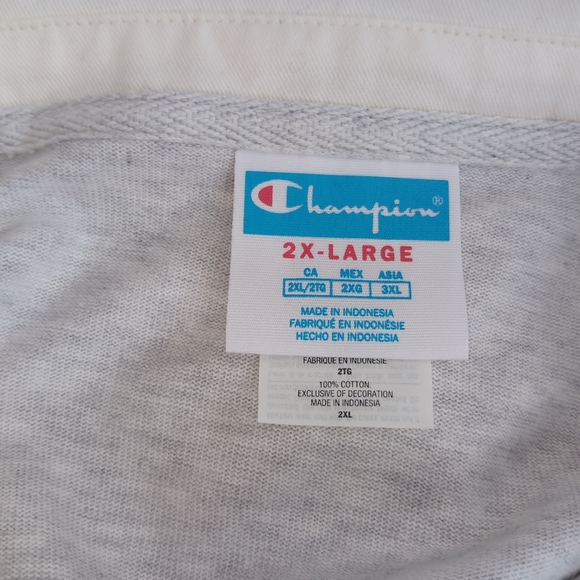 Champion®
2X-LARGE
CA MEX ASIA
2XL/2TG 2XG 3XL
MADE IN INDONESIA
FABRIQUÉ EN INDONÉSIE
HECHO EN INDONESIA
FABRIQUE EN INDONESIE
2TG
100% COTTON.
EXCLUSIVE OF DECORATION
MADE IN INDONESIA
2XL